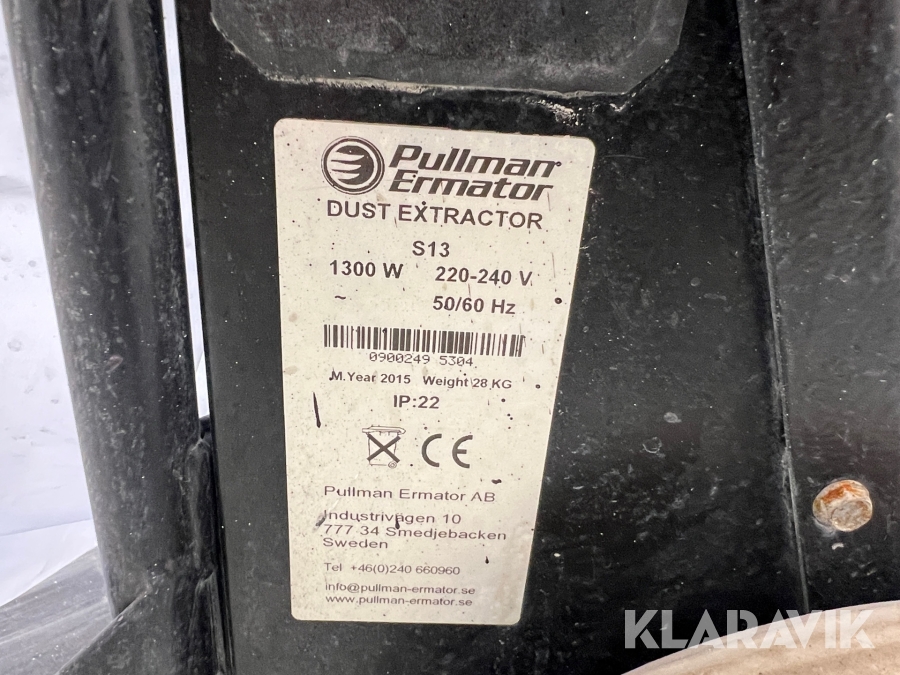 Pullman
Ermator
DUST EXTRACTOR
S13
1300 W 220-240 V
~ 50/60 Hz
0900249 5304
M.Year 2015 Weight 28 KG
IP:22
CE
Pullman Ermator AB
Industrivägen 10
777 34 Smedjebacken
Sweden
Tel +46(0)240 660960
info@pullman-ermator.se
www.pullman-ermator.se
KLARAVIK